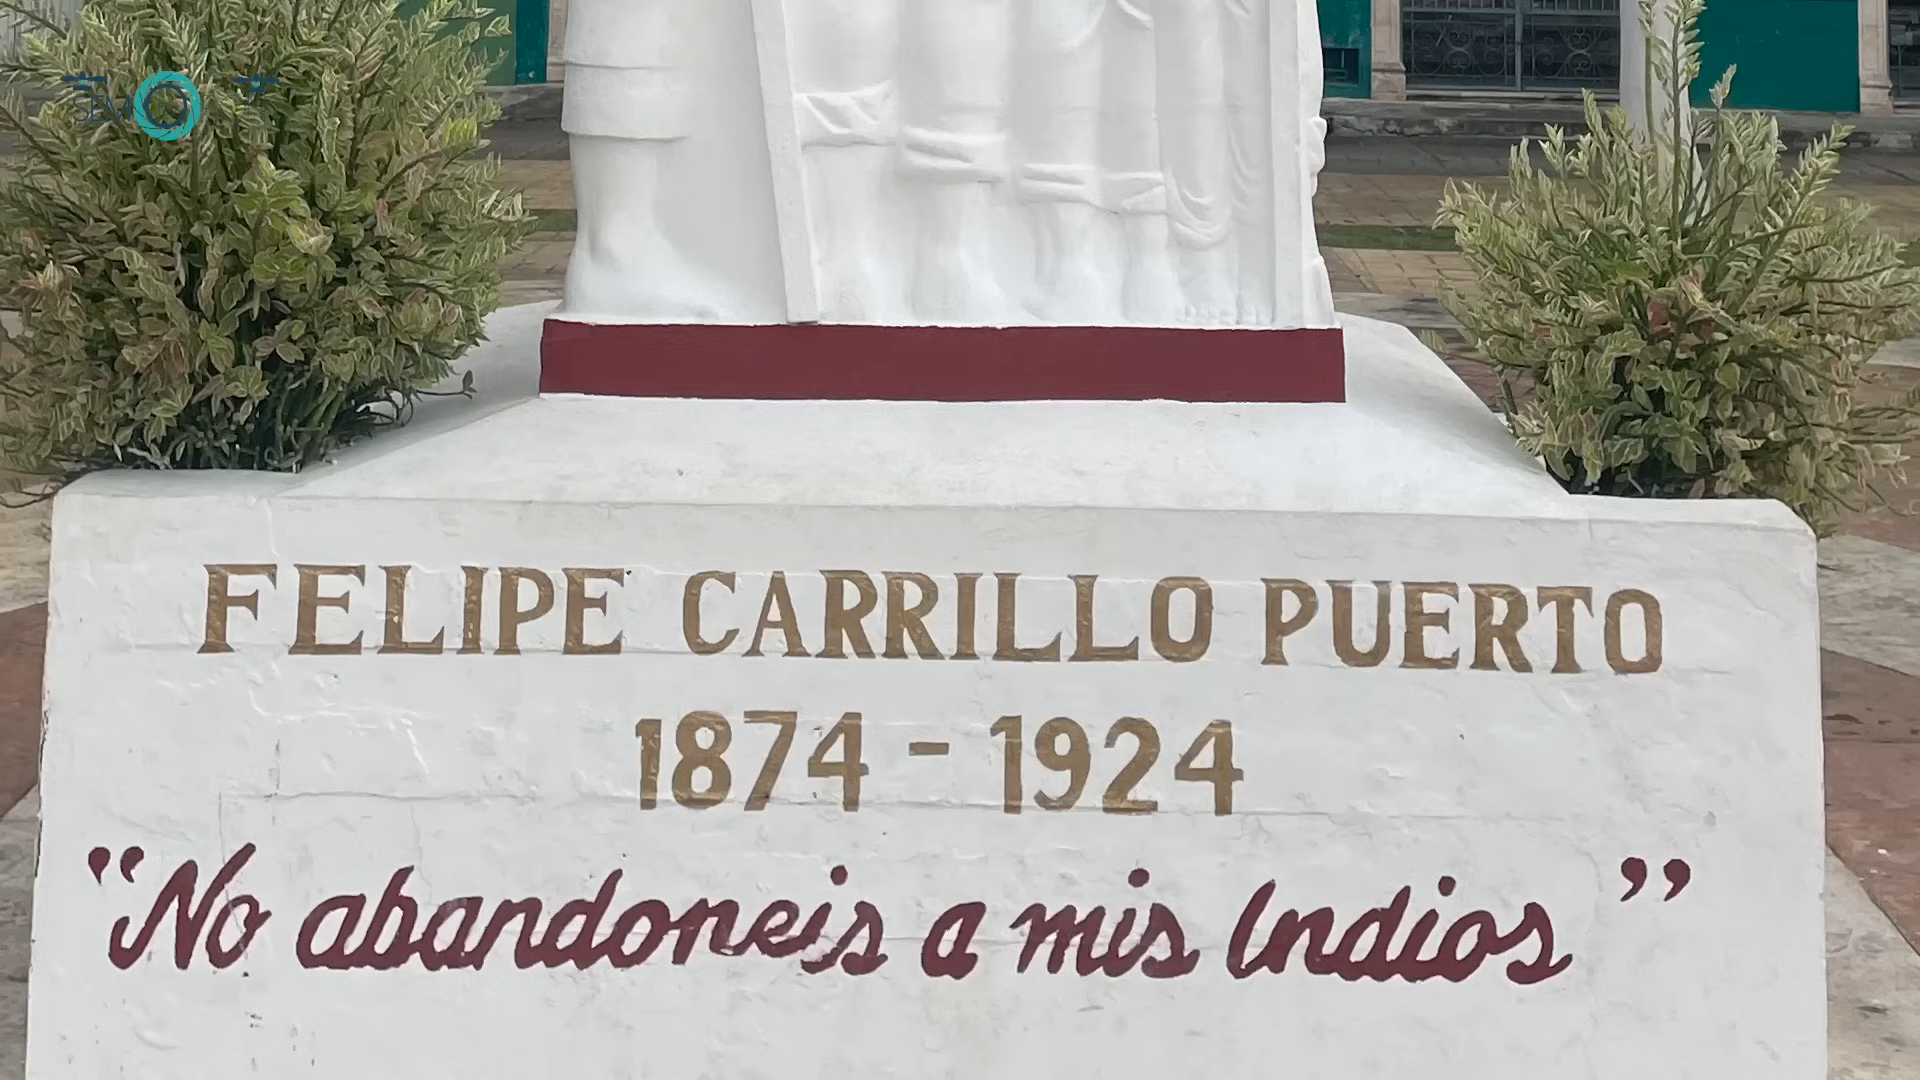 FELIPE CARRILLO PUERTO
1874 - 1924
"No abandoneis a mis Indios"